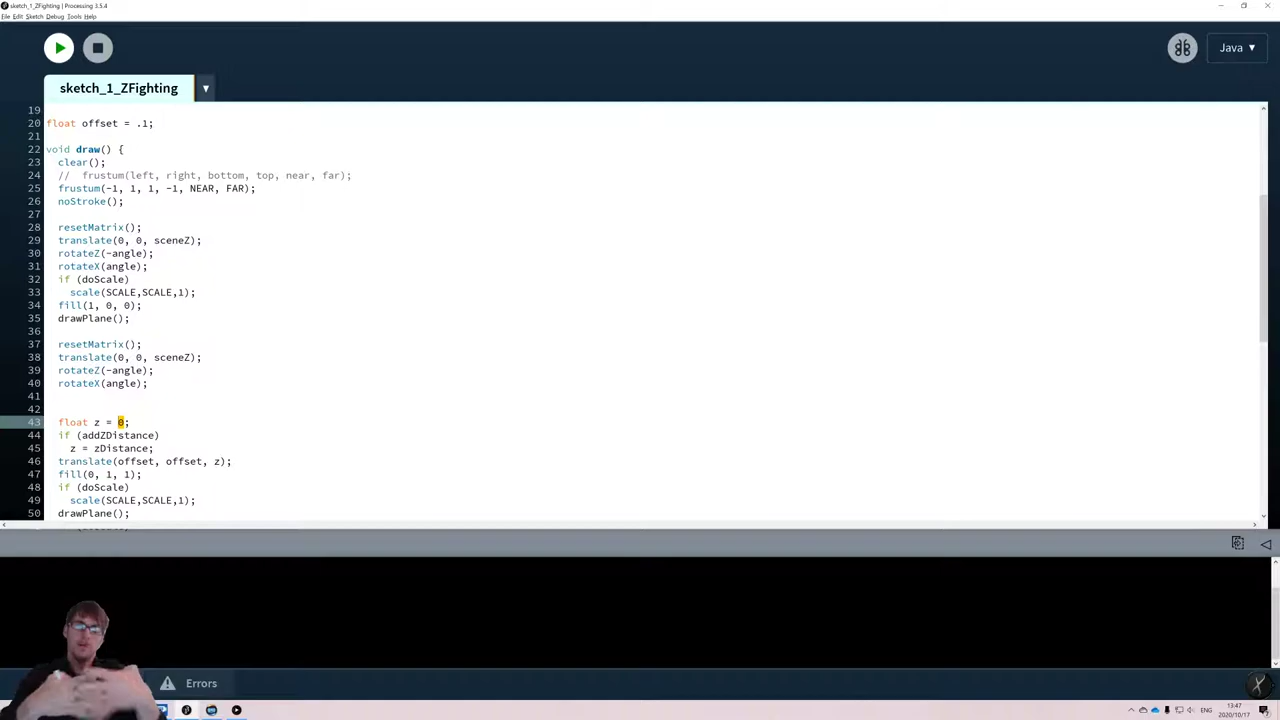 sketch_1_ZFighting | Processing 3.5.4
File Edit Sketch Debug Tools Help
Java ▼
sketch_1_ZFighting ▼
19
20 float offset = .1;
21
22 void draw() {
23 clear();
24 // frustum(left, right, bottom, top, near, far);
25 frustum(-1, 1, 1, -1, NEAR, FAR);
26 noStroke();
27
28 resetMatrix();
29 translate(0, 0, sceneZ);
30 rotateZ(-angle);
31 rotateX(angle);
32 if (doScale)
33 scale(SCALE,SCALE,1);
34 fill(1, 0, 0);
35 drawPlane();
36
37 resetMatrix();
38 translate(0, 0, sceneZ);
39 rotateZ(-angle);
40 rotateX(angle);
41
42
43 float z = 0;
44 if (addZDistance)
45 z = zDistance;
46 translate(offset, offset, z);
47 fill(0, 1, 1);
48 if (doScale)
49 scale(SCALE,SCALE,1);
50 drawPlane();
Errors
ENG
13:47
2020/10/17